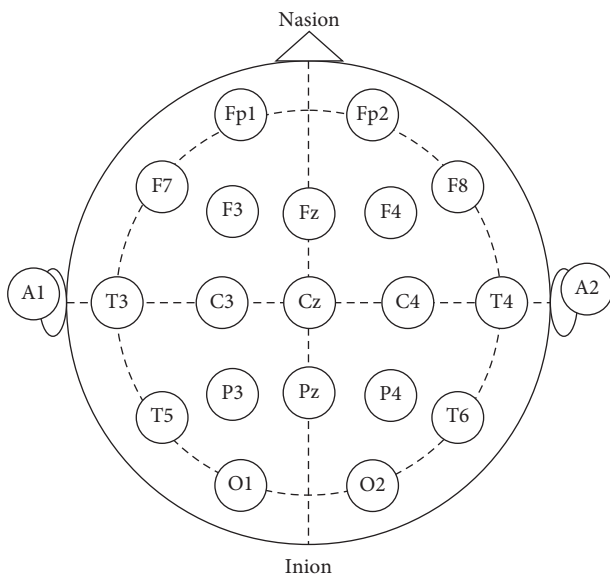 Nasion
Fp1 Fp2
F7 F8
F3 Fz F4
A1 A2
T3 C3 Cz C4 T4
P3 Pz P4
T5 T6
O1 O2
Inion